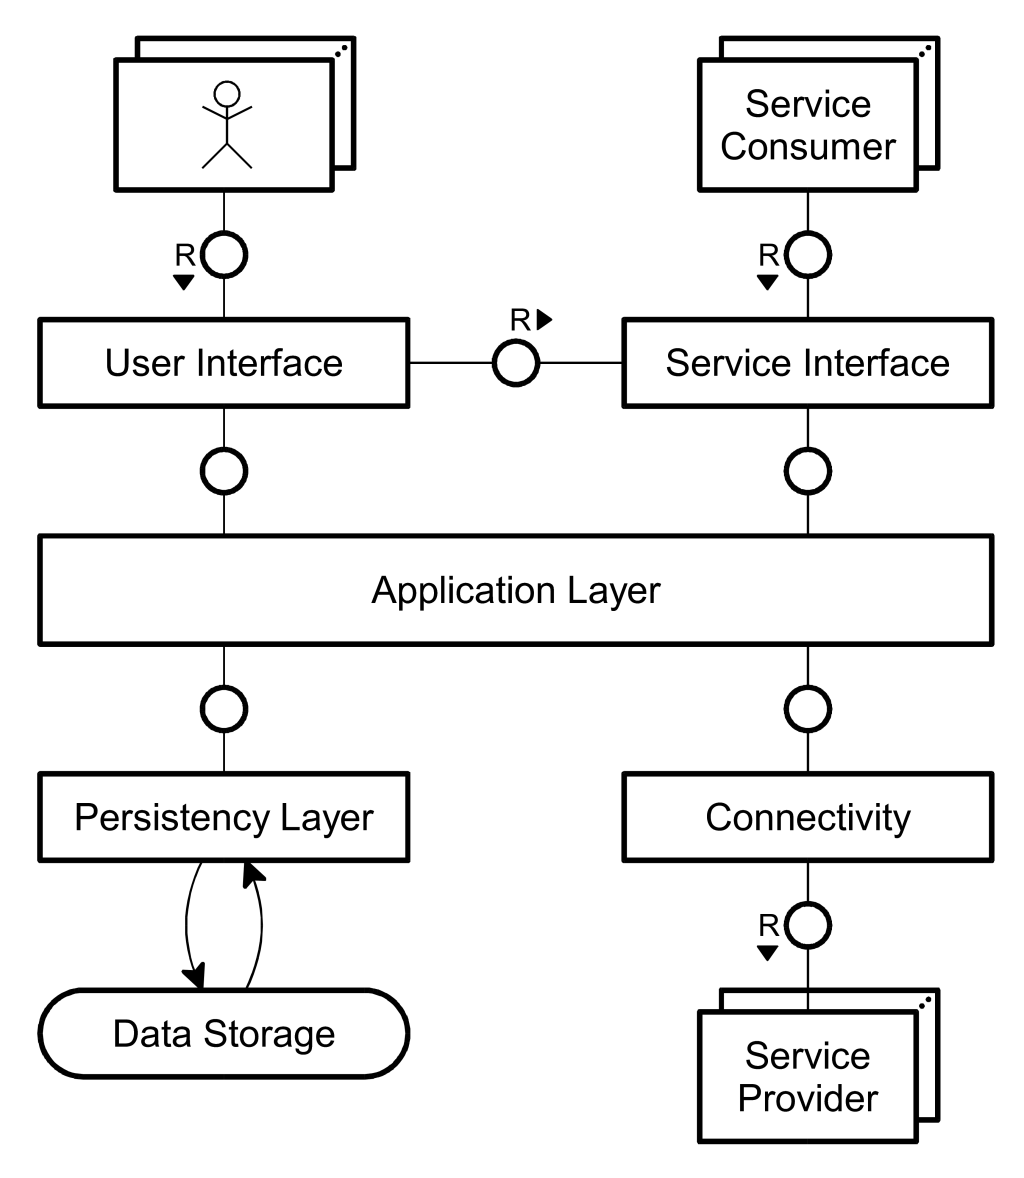 Service
Consumer
R
R
R
User Interface
Service Interface
Application Layer
Persistency Layer
Connectivity
R
Data Storage
Service
Provider